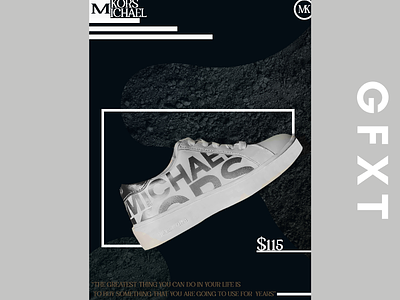 M KORS
MICHAEL
MK
MICHAEL
KORS
$115
"THE GREATEST THING YOU CAN DO IN YOUR LIFE IS
TO BUY SOMETHING THAT YOU ARE GOING TO USE FOR YEARS"
GFXT